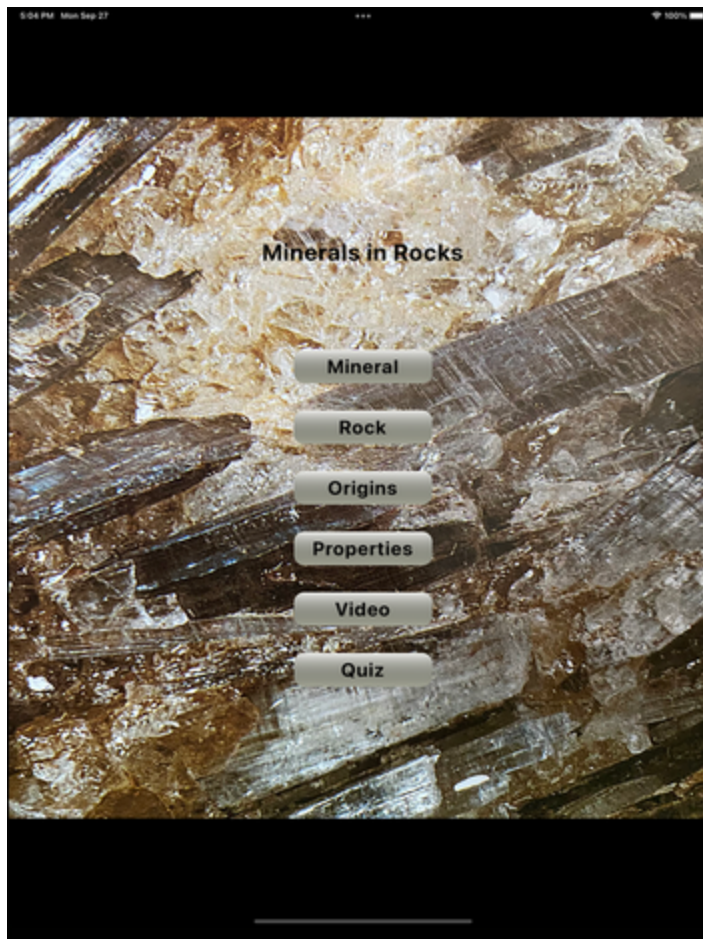 5:04 PM Mon Sep 27
100%
Minerals in Rocks
Mineral
Rock
Origins
Properties
Video
Quiz